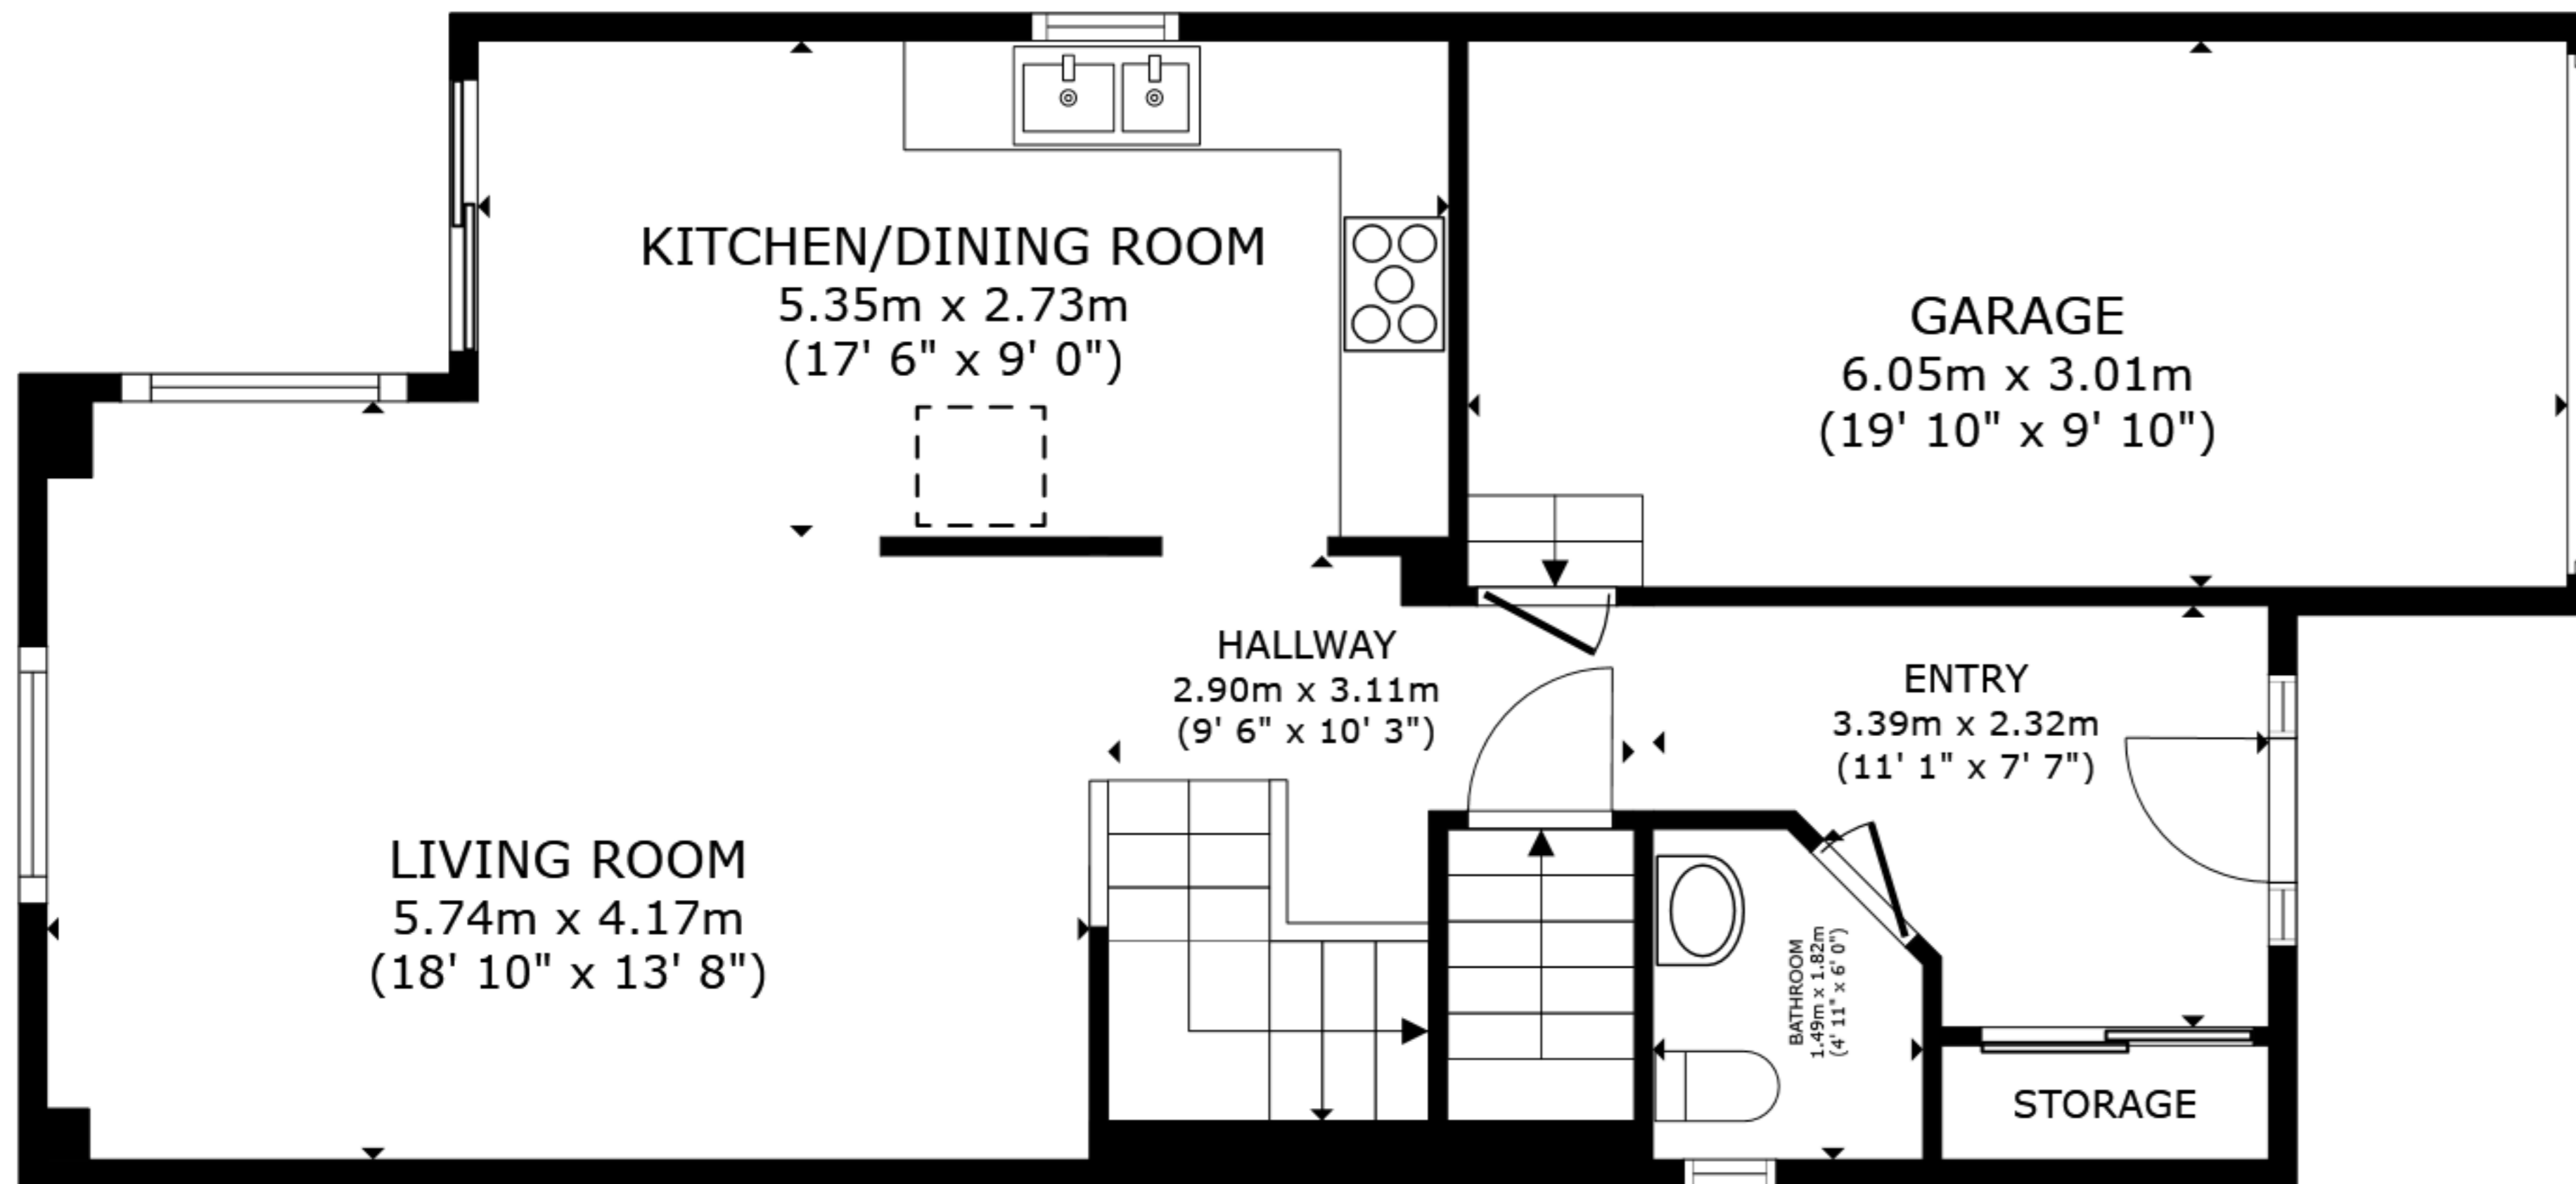 KITCHEN/DINING ROOM
5.35m x 2.73m
(17' 6" x 9' 0")
GARAGE
6.05m x 3.01m
(19' 10" x 9' 10")
HALLWAY
2.90m x 3.11m
(9' 6" x 10' 3")
ENTRY
3.39m x 2.32m
(11' 1" x 7' 7")
LIVING ROOM
5.74m x 4.17m
(18' 10" x 13' 8")
BATHROOM
1.49m x 1.82m
(4' 11" x 6' 0")
STORAGE